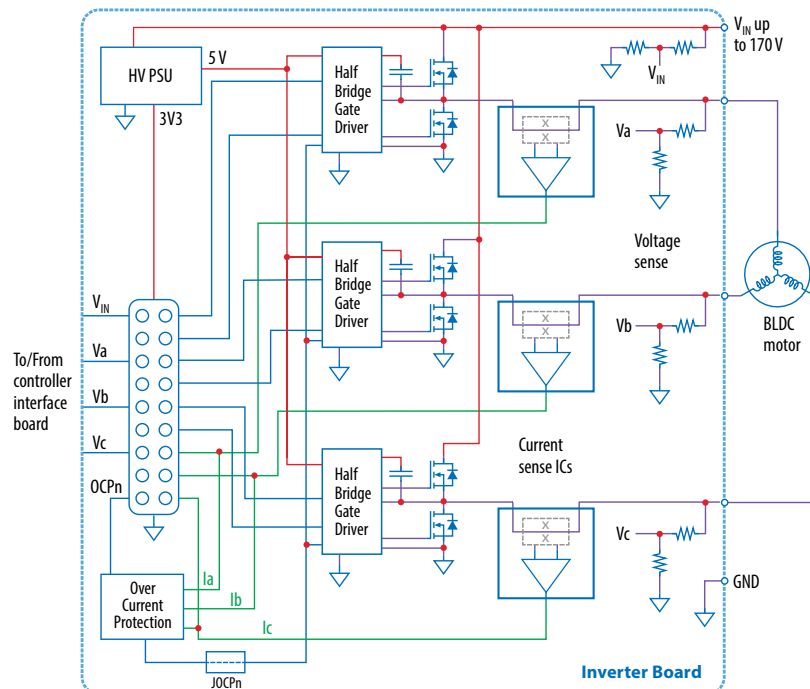 HV PSU
5 V
3V3
Half
Bridge
Gate
Driver
V_IN up
to 170 V
V_IN
Va
x
x
Voltage
sense
Half
Bridge
Gate
Driver
x
x
Vb
BLDC
motor
To/From
controller
interface
board
V_IN
Va
Vb
Vc
OCPn
Half
Bridge
Gate
Driver
Current
sense ICs
x
x
Vc
GND
Over
Current
Protection
Ia
Ib
Ic
JOCPn
Inverter Board